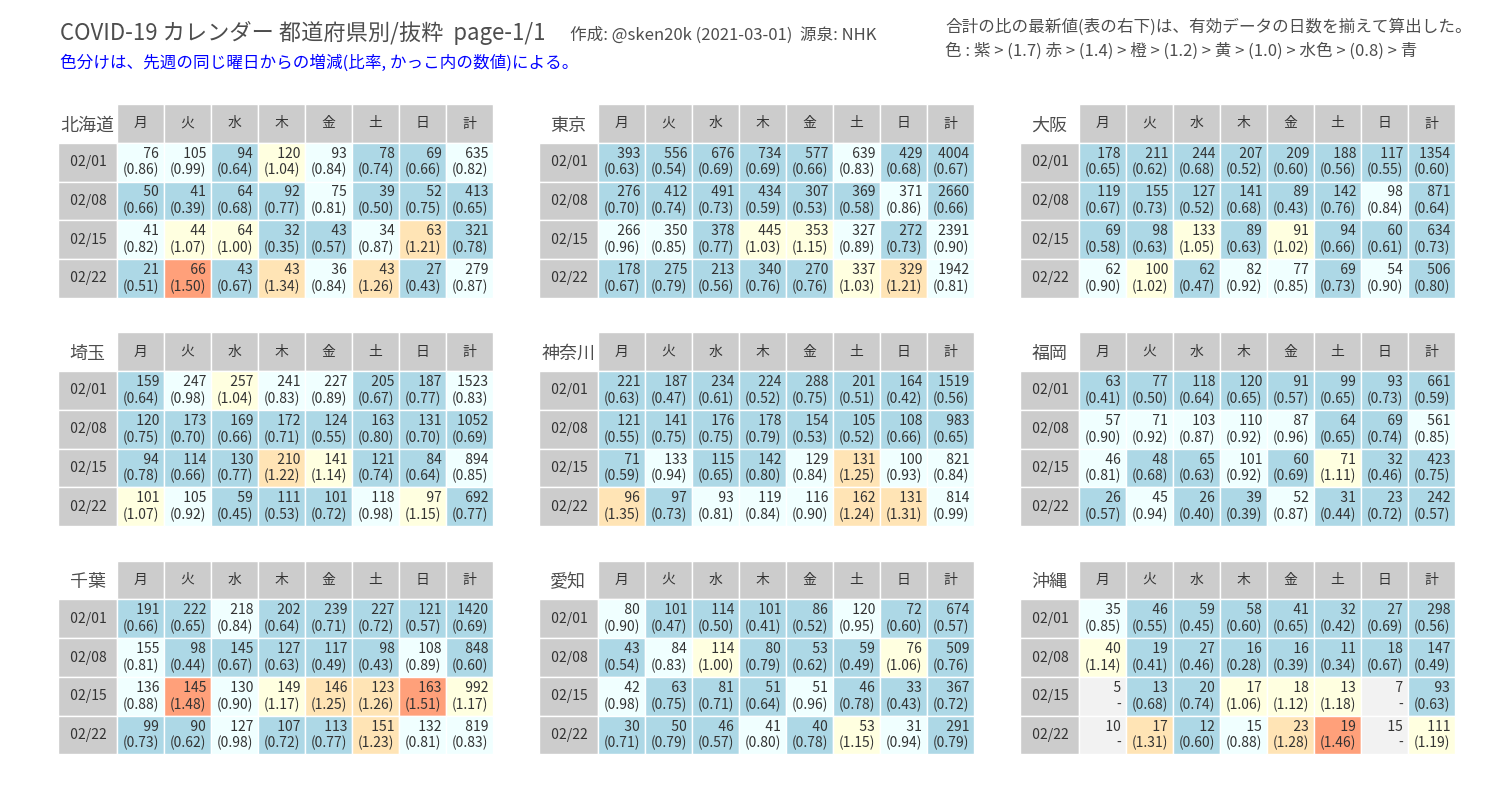 COVID-19 カレンダー 都道府県別/抜粋 page-1/1 作成: @sken20k (2021-03-01) 源泉: NHK
色分けは、先週の同じ曜日からの増減(比率, かっこ内の数値)による。
合計の比の最新値(表の右下)は、有効データの日数を揃えて算出した。
色 : 紫 > (1.7) 赤 > (1.4) > 橙 > (1.2) > 黄 > (1.0) > 水色 > (0.8) > 青
北海道 月 火 水 木 金 土 日 計
02/01 76 105 94 120 93 78 69 635
(0.86) (0.99) (0.64) (1.04) (0.84) (0.74) (0.66) (0.82)
02/08 50 41 64 92 75 39 52 413
(0.66) (0.39) (0.68) (0.77) (0.81) (0.50) (0.75) (0.65)
02/15 41 44 64 32 43 34 63 321
(0.82) (1.07) (1.00) (0.35) (0.57) (0.87) (1.21) (0.78)
02/22 21 66 43 43 36 43 27 279
(0.51) (1.50) (0.67) (1.34) (0.84) (1.26) (0.43) (0.87)
東京 月 火 水 木 金 土 日 計
02/01 393 556 676 734 577 639 429 4004
(0.63) (0.54) (0.69) (0.69) (0.66) (0.83) (0.68) (0.67)
02/08 276 412 491 434 307 369 371 2660
(0.70) (0.74) (0.73) (0.59) (0.53) (0.58) (0.86) (0.66)
02/15 266 350 378 445 353 327 272 2391
(0.96) (0.85) (0.77) (1.03) (1.15) (0.89) (0.73) (0.90)
02/22 178 275 213 340 270 337 329 1942
(0.67) (0.79) (0.56) (0.76) (0.76) (1.03) (1.21) (0.81)
大阪 月 火 水 木 金 土 日 計
02/01 178 211 244 207 209 188 117 1354
(0.65) (0.62) (0.68) (0.52) (0.60) (0.56) (0.55) (0.60)
02/08 119 155 127 141 89 142 98 871
(0.67) (0.73) (0.52) (0.68) (0.43) (0.76) (0.84) (0.64)
02/15 69 98 133 89 91 94 60 634
(0.58) (0.63) (1.05) (0.63) (1.02) (0.66) (0.61) (0.73)
02/22 62 100 62 82 77 69 54 506
(0.90) (1.02) (0.47) (0.92) (0.85) (0.73) (0.90) (0.80)
埼玉 月 火 水 木 金 土 日 計
02/01 159 247 257 241 227 205 187 1523
(0.64) (0.98) (1.04) (0.83) (0.89) (0.67) (0.77) (0.83)
02/08 120 173 169 172 124 163 131 1052
(0.75) (0.70) (0.66) (0.71) (0.55) (0.80) (0.70) (0.69)
02/15 94 114 130 210 141 121 84 894
(0.78) (0.66) (0.77) (1.22) (1.14) (0.74) (0.64) (0.85)
02/22 101 105 59 111 101 118 97 692
(1.07) (0.92) (0.45) (0.53) (0.72) (0.98) (1.15) (0.77)
神奈川 月 火 水 木 金 土 日 計
02/01 221 187 234 224 288 201 164 1519
(0.63) (0.47) (0.61) (0.52) (0.75) (0.51) (0.42) (0.56)
02/08 121 141 176 178 154 105 108 983
(0.55) (0.75) (0.75) (0.79) (0.53) (0.52) (0.66) (0.65)
02/15 71 133 115 142 129 131 100 821
(0.59) (0.94) (0.65) (0.80) (0.84) (1.25) (0.93) (0.84)
02/22 96 97 93 119 116 162 131 814
(1.35) (0.73) (0.81) (0.84) (0.90) (1.24) (1.31) (0.99)
福岡 月 火 水 木 金 土 日 計
02/01 63 77 118 120 91 99 93 661
(0.41) (0.50) (0.64) (0.65) (0.57) (0.65) (0.73) (0.59)
02/08 57 71 103 110 87 64 69 561
(0.90) (0.92) (0.87) (0.92) (0.96) (0.65) (0.74) (0.85)
02/15 46 48 65 101 60 71 32 423
(0.81) (0.68) (0.63) (0.92) (0.69) (1.11) (0.46) (0.75)
02/22 26 45 26 39 52 31 23 242
(0.57) (0.94) (0.40) (0.39) (0.87) (0.44) (0.72) (0.57)
千葉 月 火 水 木 金 土 日 計
02/01 191 222 218 202 239 227 121 1420
(0.66) (0.65) (0.84) (0.64) (0.71) (0.72) (0.57) (0.69)
02/08 155 98 145 127 117 98 108 848
(0.81) (0.44) (0.67) (0.63) (0.49) (0.43) (0.89) (0.60)
02/15 136 145 130 149 146 123 163 992
(0.88) (1.48) (0.90) (1.17) (1.25) (1.26) (1.51) (1.17)
02/22 99 90 127 107 113 151 132 819
(0.73) (0.62) (0.98) (0.72) (0.77) (1.23) (0.81) (0.83)
愛知 月 火 水 木 金 土 日 計
02/01 80 101 114 101 86 120 72 674
(0.90) (0.47) (0.50) (0.41) (0.52) (0.95) (0.60) (0.57)
02/08 43 84 114 80 53 59 76 509
(0.54) (0.83) (1.00) (0.79) (0.62) (0.49) (1.06) (0.76)
02/15 42 63 81 51 51 46 33 367
(0.98) (0.75) (0.71) (0.64) (0.96) (0.78) (0.43) (0.72)
02/22 30 50 46 41 40 53 31 291
(0.71) (0.79) (0.57) (0.80) (0.78) (1.15) (0.94) (0.79)
沖縄 月 火 水 木 金 土 日 計
02/01 35 46 59 58 41 32 27 298
(0.85) (0.55) (0.45) (0.60) (0.65) (0.42) (0.69) (0.56)
02/08 40 19 27 16 16 11 18 147
(1.14) (0.41) (0.46) (0.28) (0.39) (0.34) (0.67) (0.49)
02/15 5 13 20 17 18 13 7 93
- (0.68) (0.74) (1.06) (1.12) (1.18) - (0.63)
02/22 10 17 12 15 23 19 15 111
- (1.31) (0.60) (0.88) (1.28) (1.46) - (1.19)